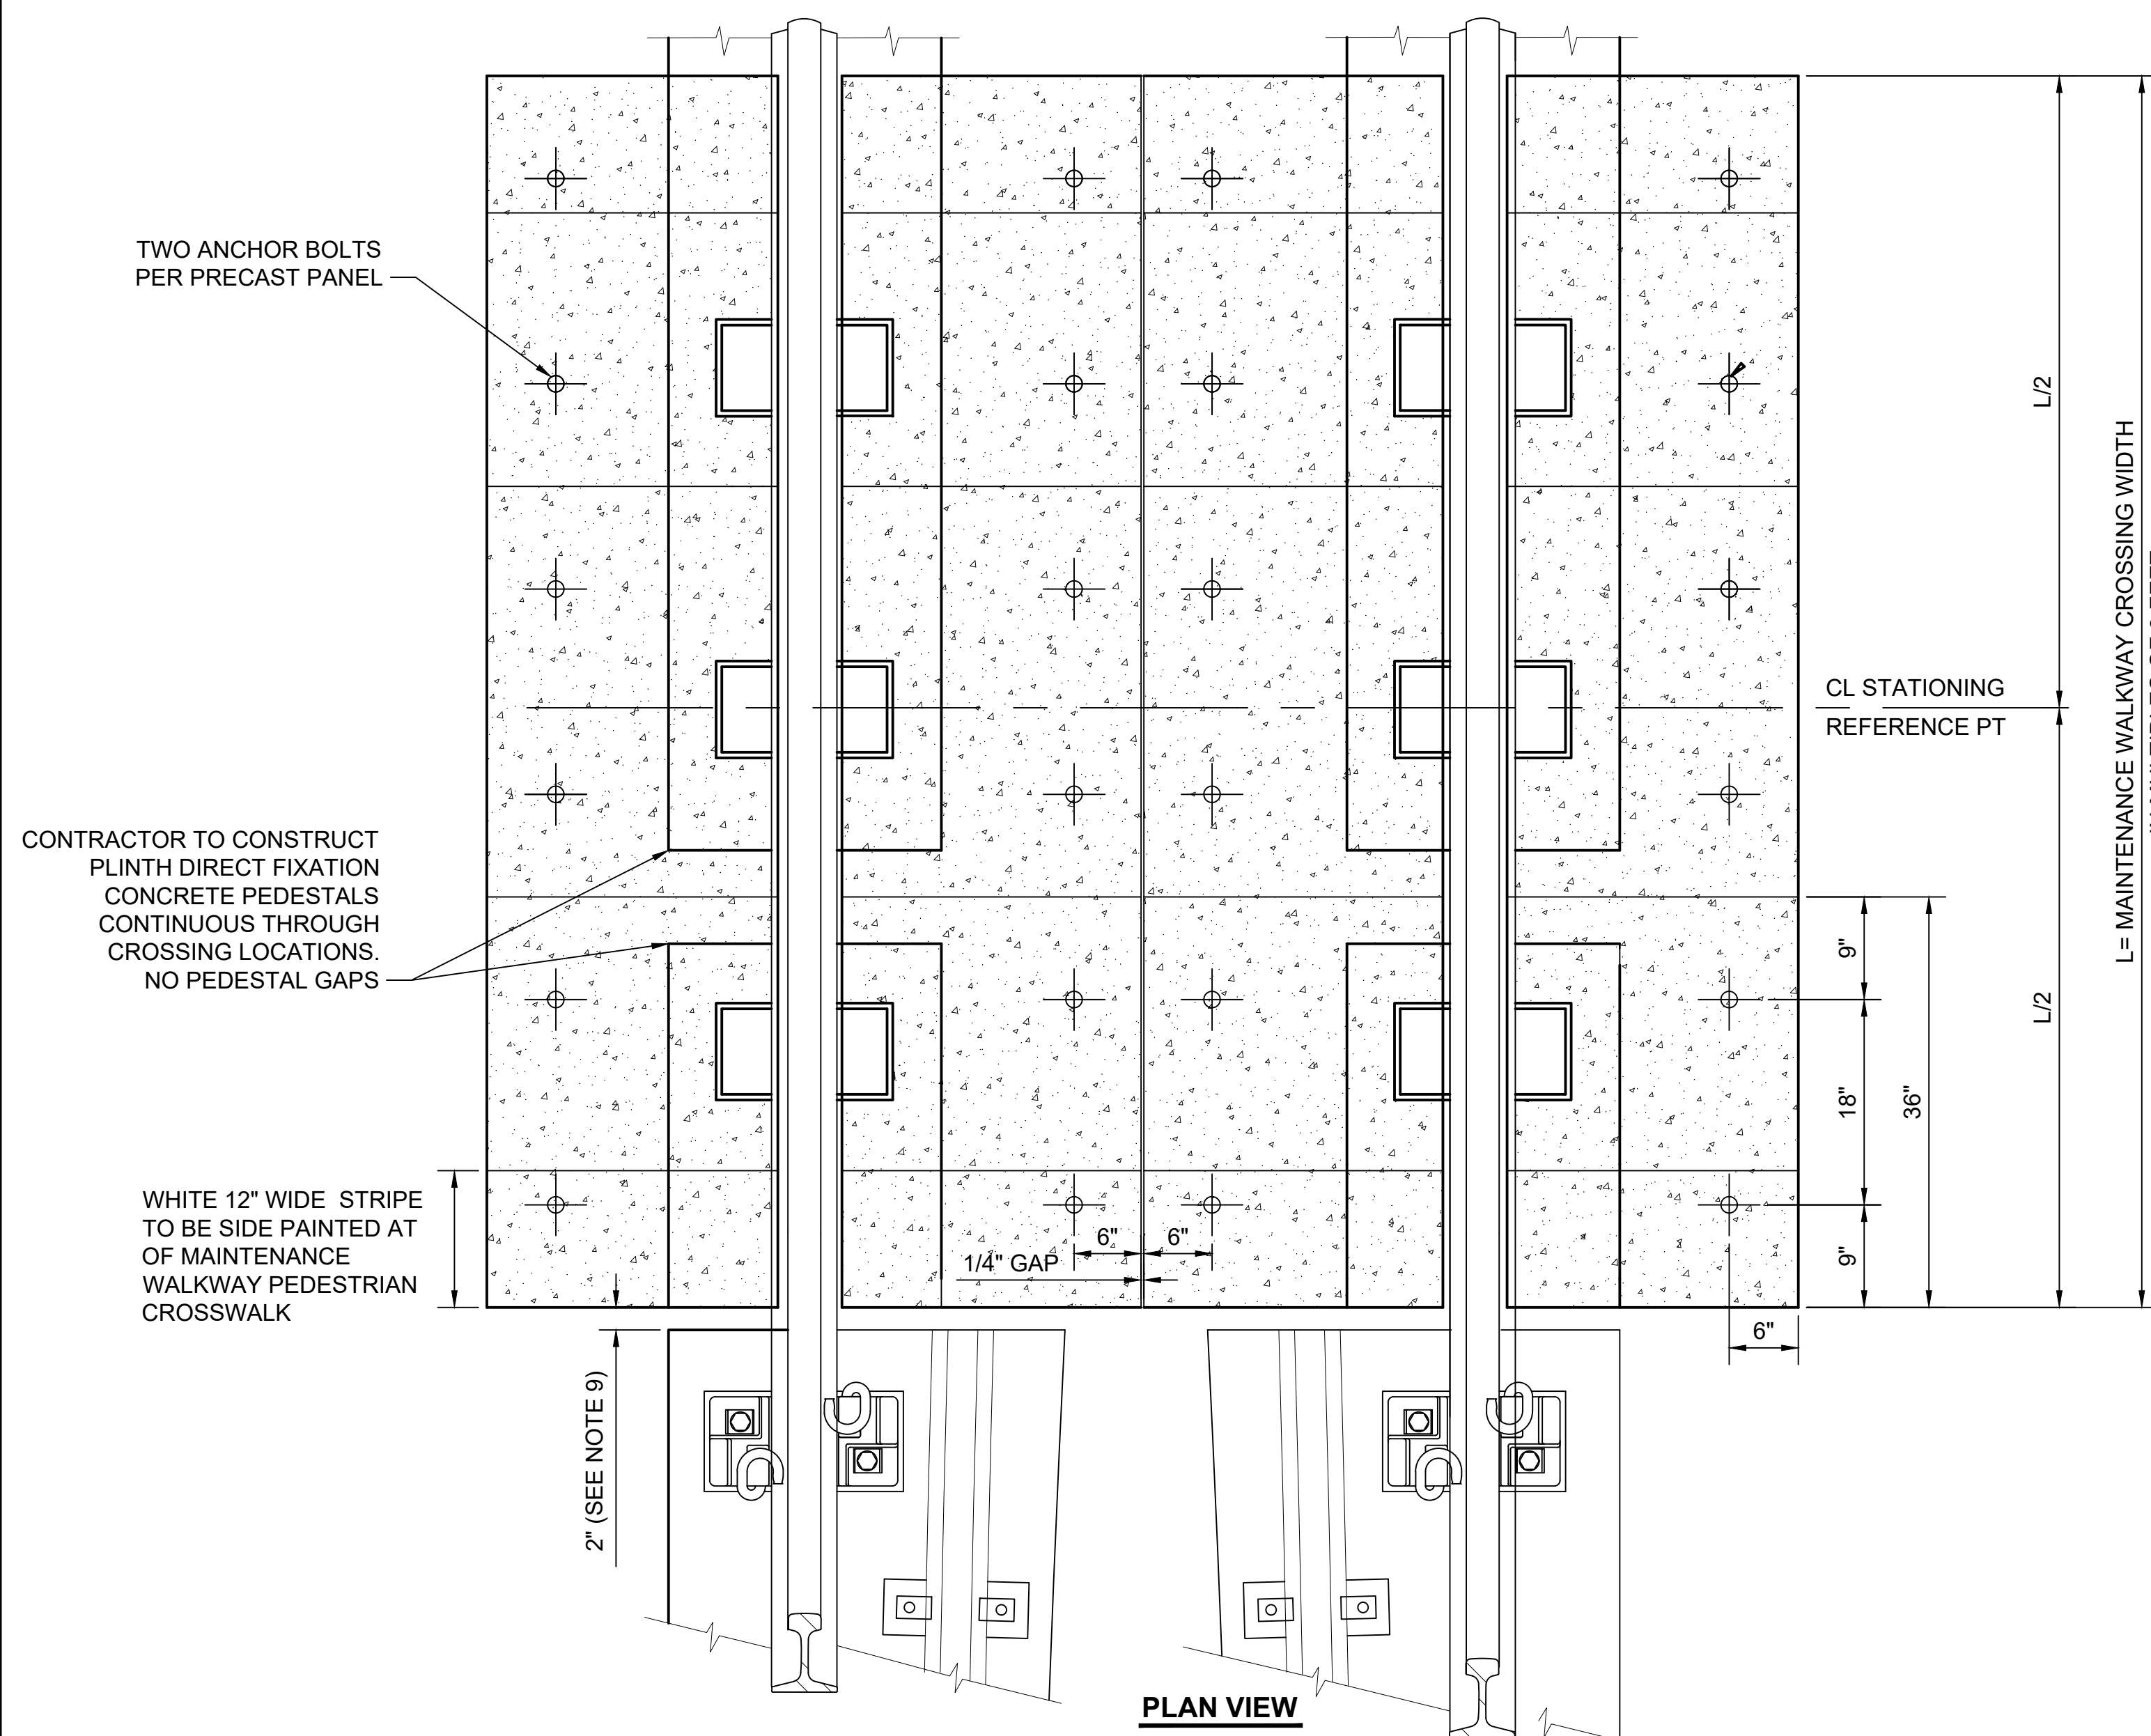 TWO ANCHOR BOLTS
PER PRECAST PANEL
CONTRACTOR TO CONSTRUCT
PLINTH DIRECT FIXATION
CONCRETE PEDESTALS
CONTINUOUS THROUGH
CROSSING LOCATIONS.
NO PEDESTAL GAPS
WHITE 12" WIDE STRIPE
TO BE SIDE PAINTED AT
OF MAINTENANCE
WALKWAY PEDESTRIAN
CROSSWALK
2" (SEE NOTE 9)
1/4" GAP
6"
6"
6"
CL STATIONING
REFERENCE PT
L/2
L/2
9"
18"
9"
36"
L= MAINTENANCE WALKWAY CROSSING WIDTH
PLAN VIEW